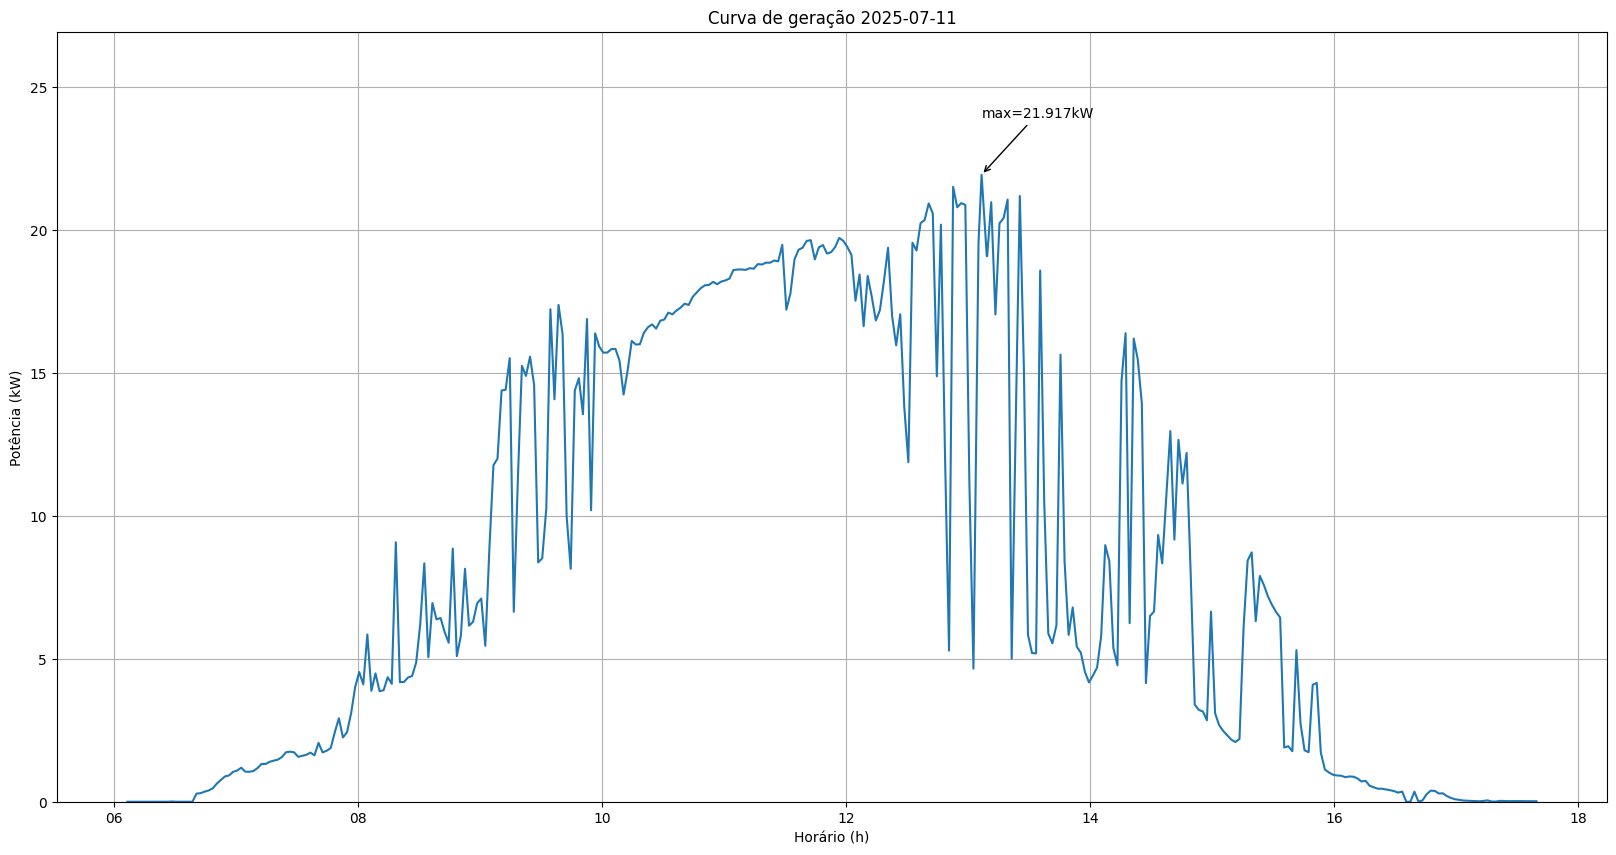 Curva de geração 2025-07-11
25
max=21.917kW
20
15
Potência (kW)
10
5
0
06 08 10 12 14 16 18
Horário (h)